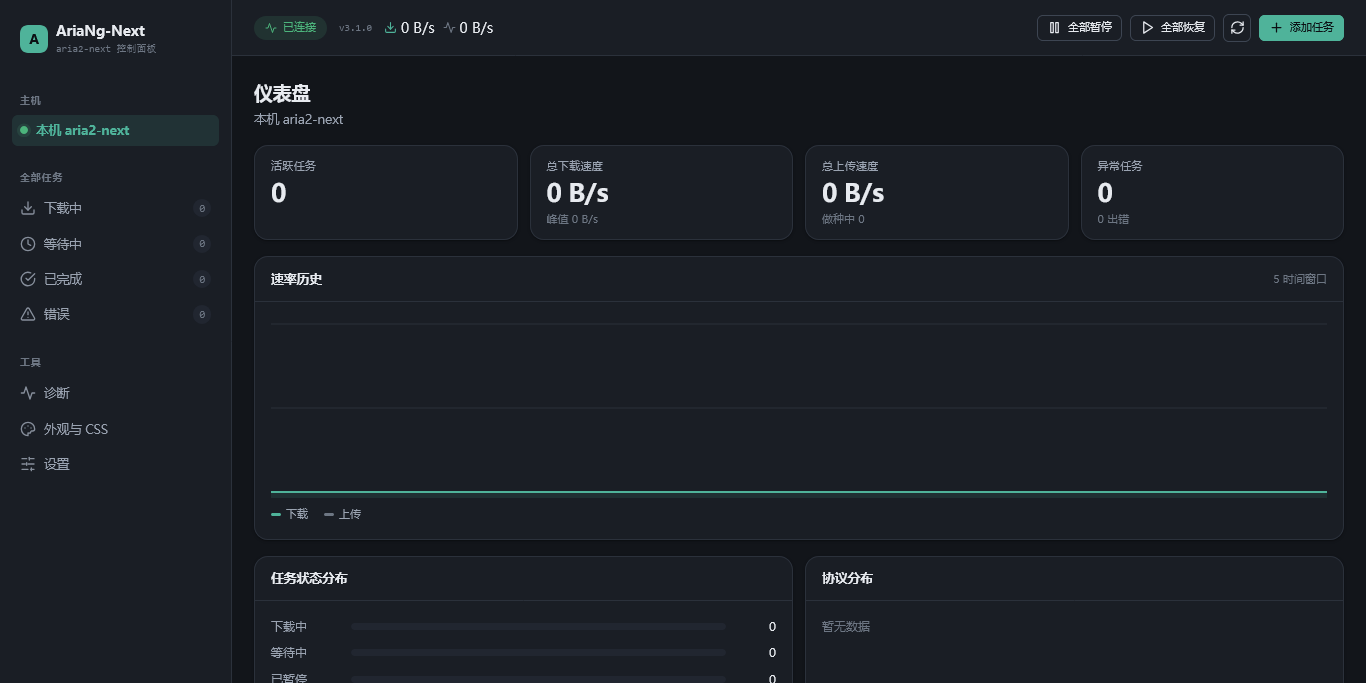 A
AriaNg-Next
aria2-next 控制面板
主机
本机 aria2-next
全部任务
下载中 0
等待中 0
已完成 0
错误 0
工具
诊断
外观与 CSS
设置
已连接 v3.1.0 0 B/s 0 B/s
全部暂停 全部恢复 添加任务
仪表盘
本机 aria2-next
活跃任务
0
总下载速度
0 B/s
峰值 0 B/s
总上传速度
0 B/s
做种中 0
异常任务
0
0 出错
速率历史 5 时间窗口
下载 上传
任务状态分布
下载中 0
等待中 0
已暂停 0
协议分布
暂无数据